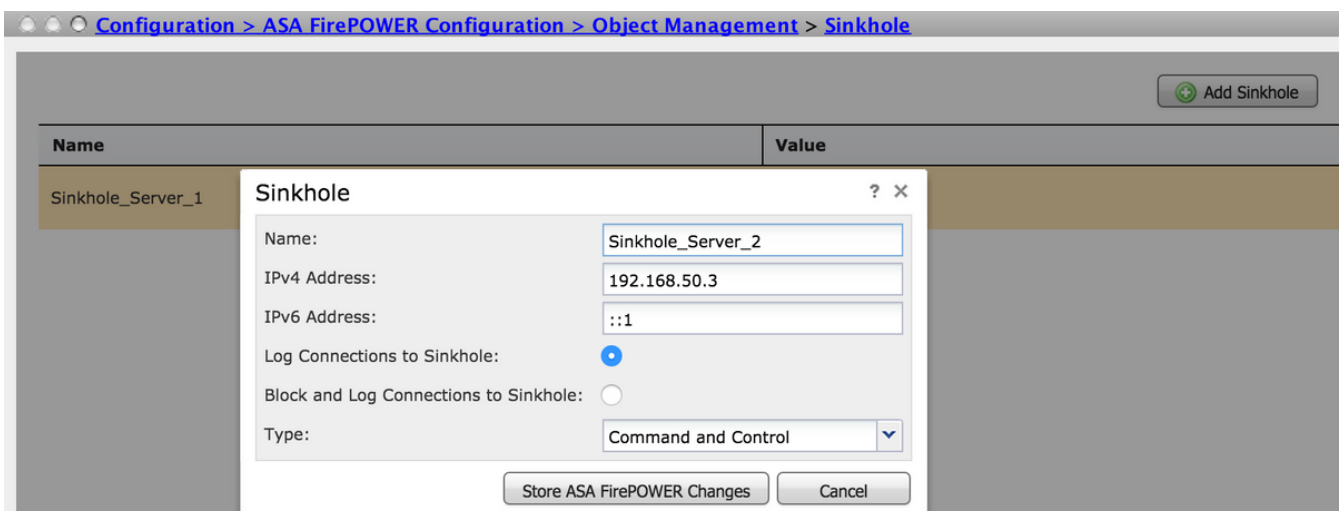 Configuration > ASA FirePOWER Configuration > Object Management > Sinkhole
Add Sinkhole
Name Value
Sinkhole_Server_1
Sinkhole ? ×
Name: Sinkhole_Server_2
IPv4 Address: 192.168.50.3
IPv6 Address: ::1
Log Connections to Sinkhole:
Block and Log Connections to Sinkhole:
Type: Command and Control
Store ASA FirePOWER Changes Cancel